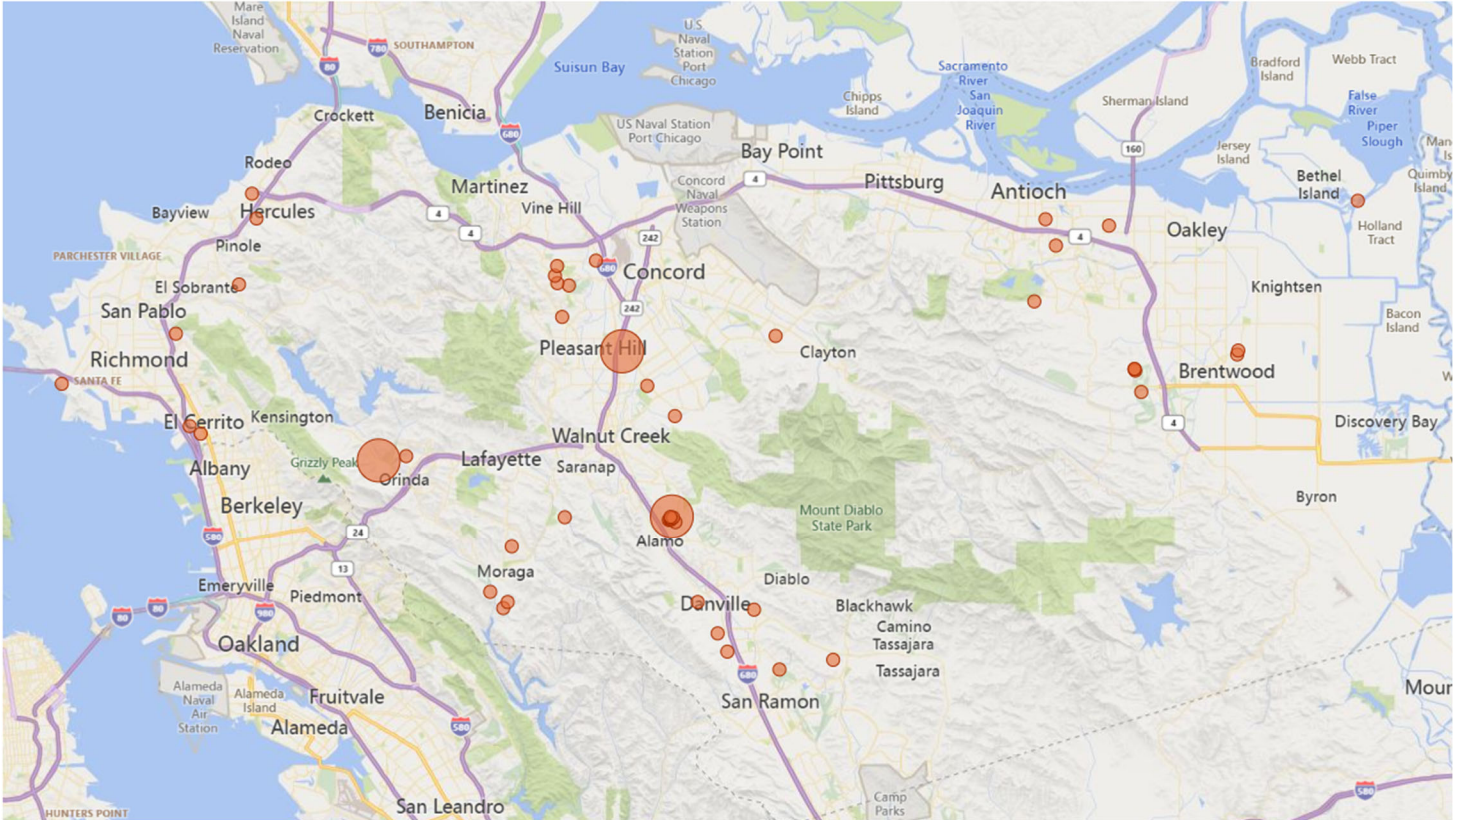 Mare
Island
Naval
Reservation
780
SOUTHAMPTON
80
Suisun Bay
U.S.
Naval
Station
Port
Chicago
Sacramento
River
San
Joaquin
River
Bradford
Island
Webb Tract
Chipps
Island
Sherman Island
False
River
Piper
Slough
Crockett
Benicia
680
US Naval Station
Port Chicago
Bay Point
160
Jersey
Island
Rodeo
Martinez
Vine Hill
Concord
Naval
Weapons
Station
4
Pittsburg
Antioch
Bethel
Island
Quimby
Island
Bayview
Hercules
4
4
242
4
Oakley
Holland
Tract
Pinole
PARCHESTER VILLAGE
680
Concord
El Sobrante
Knightsen
San Pablo
242
Bacon
Island
Richmond
Pleasant Hill
Clayton
SANTA FE
Brentwood
El Cerrito
Kensington
4
Discovery Bay
Walnut Creek
Albany
Grizzly Peak
Orinda
Lafayette
Saranap
Byron
Berkeley
Mount Diablo
State Park
580
24
Alamo
13
Moraga
Diablo
Emeryville
Piedmont
Danville
Blackhawk
80
80
980
Camino
Tassajara
Oakland
Tassajara
680
Alameda
Naval
Air
Station
Alameda
Island
Fruitvale
San Ramon
Alameda
580
580
San Leandro
Camp
Parks
HUNTERS POINT